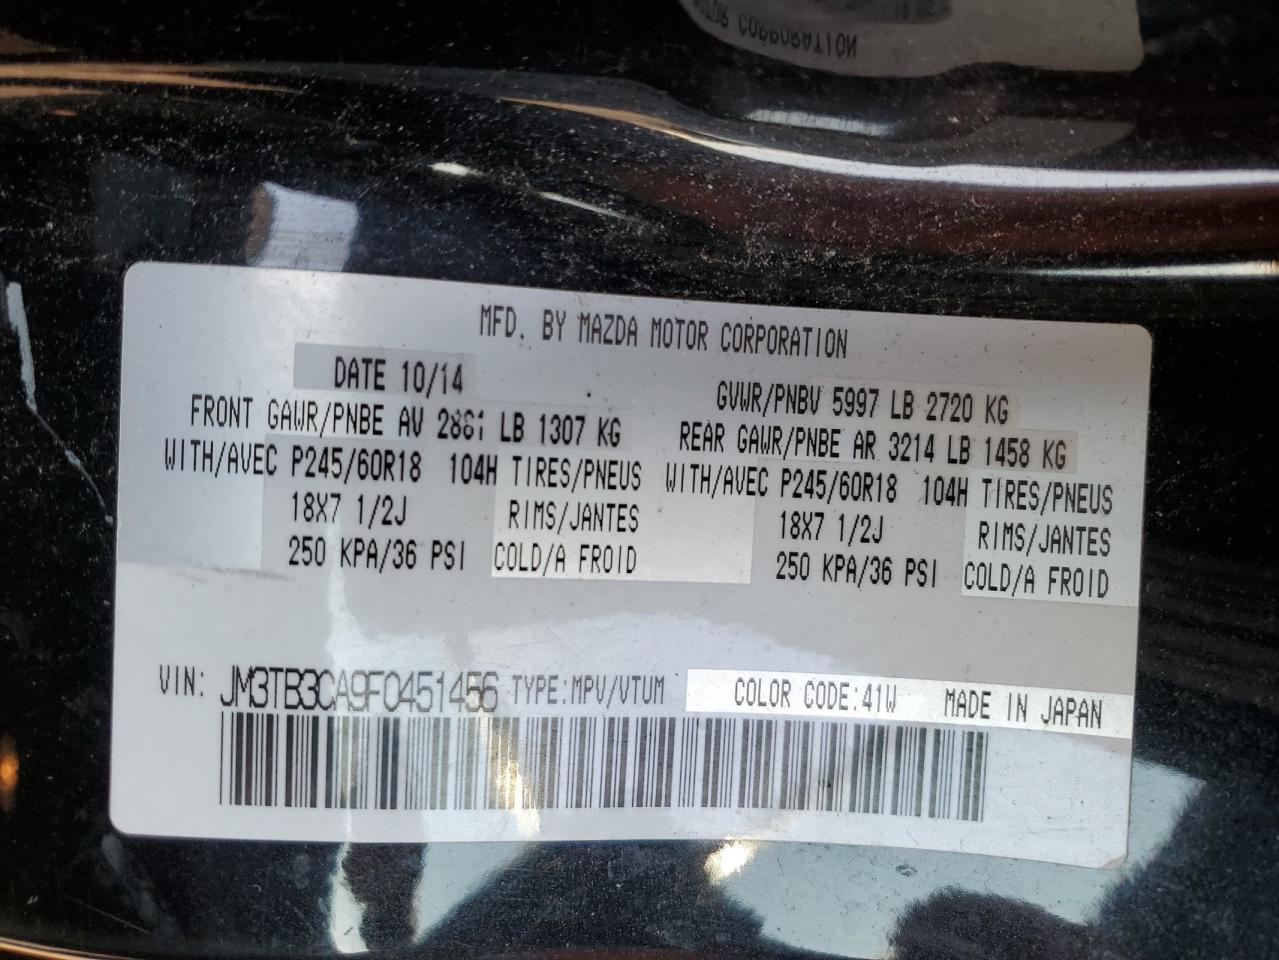 MFD. BY MAZDA MOTOR CORPORATION
DATE 10/14 GVWR/PNBV 5997 LB 2720 KG
FRONT GAWR/PNBE AV 2881 LB 1307 KG REAR GAWR/PNBE AR 3214 LB 1458 KG
WITH/AVEC P245/60R18 104H TIRES/PNEUS WITH/AVEC P245/60R18 104H TIRES/PNEUS
18X7 1/2J RIMS/JANTES 18X7 1/2J RIMS/JANTES
250 KPA/36 PSI COLD/A FROID 250 KPA/36 PSI COLD/A FROID
VIN: JM3TB3CA9F0451456 TYPE:MPV/VTUM COLOR CODE:41W MADE IN JAPAN